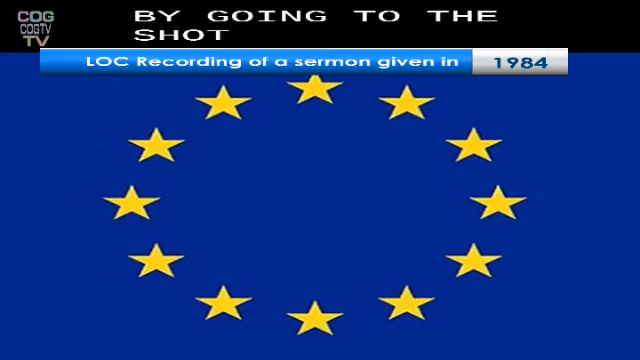 BY GOING TO THE
SHOT
COG
COGTV
TV
LOC Recording of a sermon given in 1984